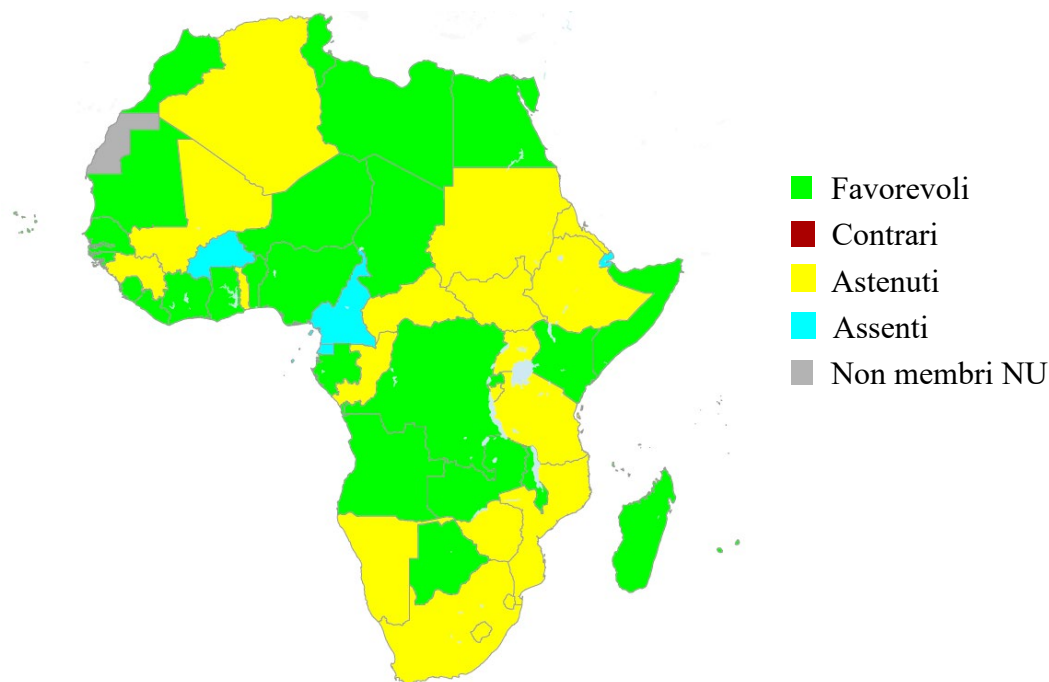 Favorevoli
Contrari
Astenuti
Assenti
Non membri NU